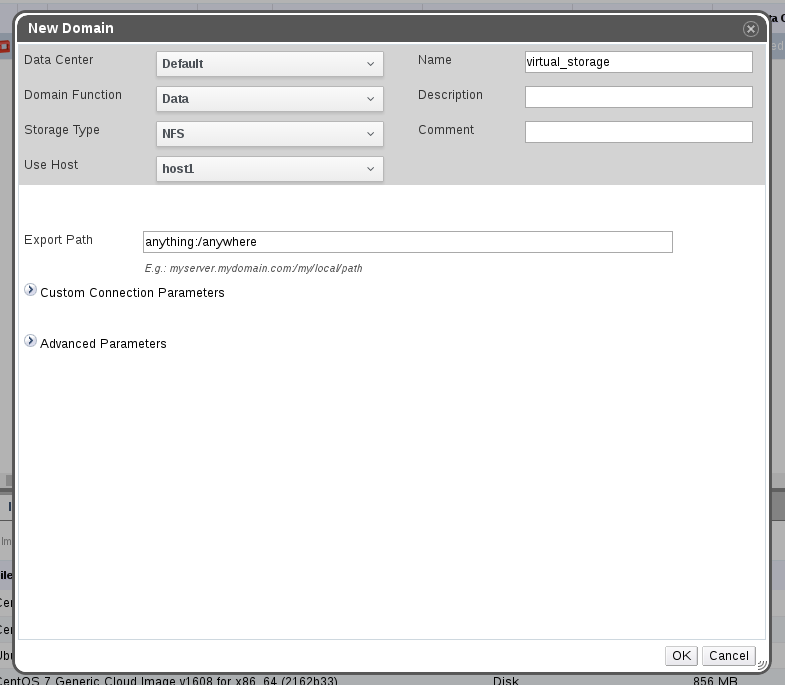 New Domain
Data Center
Default
Name
virtual_storage
Domain Function
Data
Description
Storage Type
NFS
Comment
Use Host
host1
Export Path
anything:/anywhere
E.g.: myserver.mydomain.com:/my/local/path
Custom Connection Parameters
Advanced Parameters
OK
Cancel
CentOS 7 Generic Cloud Image v1608 for x86_64 (2162b33)
Disk
856 MB